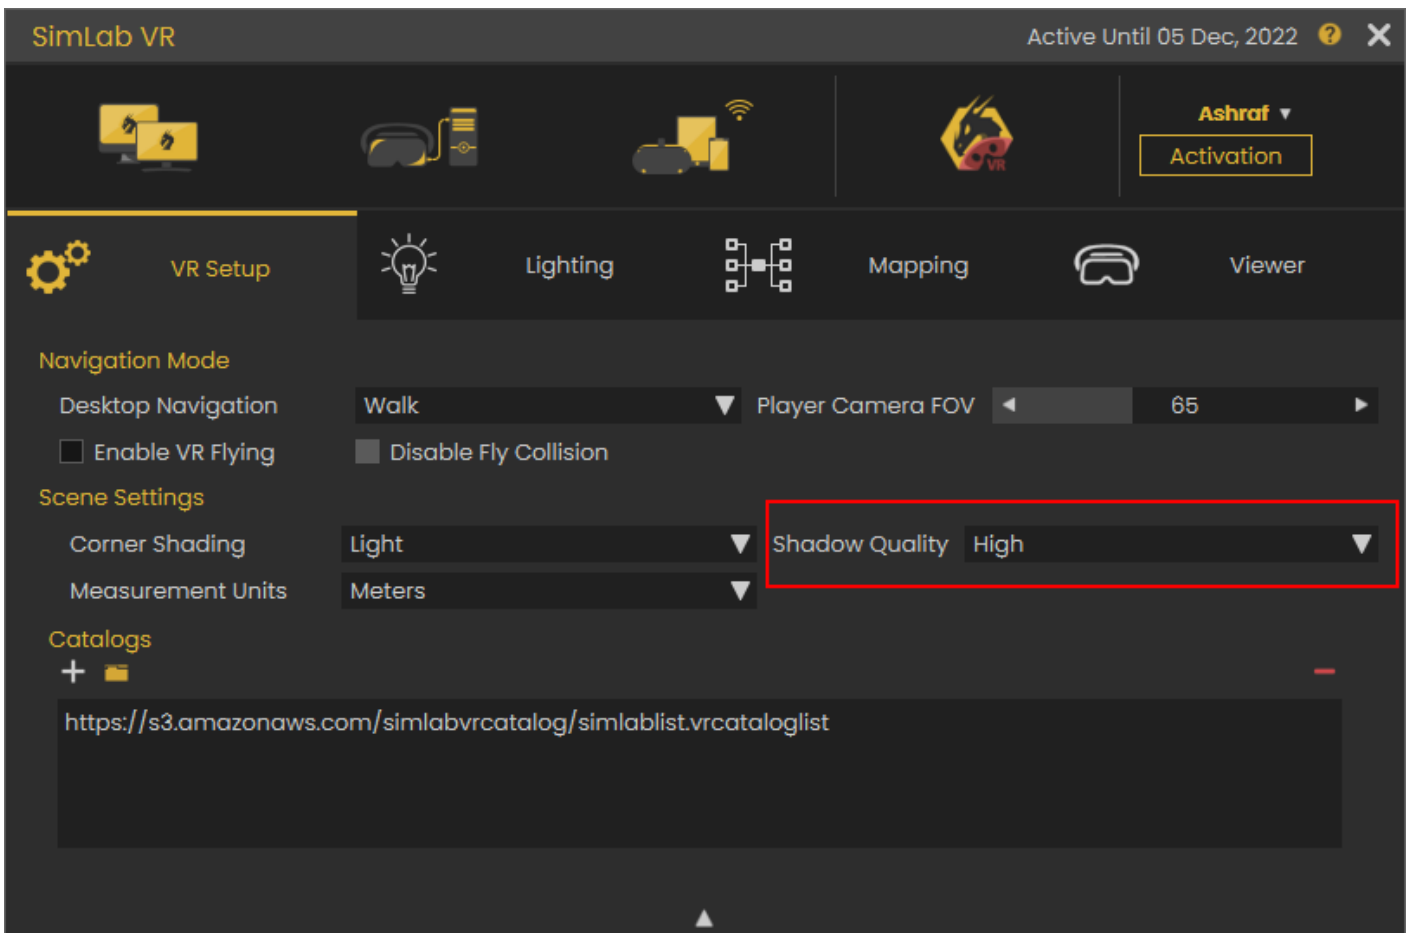 SimLab VR Active Until 05 Dec, 2022 ?
VR
Ashraf
Activation
VR Setup Lighting Mapping Viewer
Navigation Mode
Desktop Navigation Walk Player Camera FOV 65
Enable VR Flying Disable Fly Collision
Scene Settings
Corner Shading Light Shadow Quality High
Measurement Units Meters
Catalogs
https://s3.amazonaws.com/simlabvrcatalog/simlablist.vrcataloglist